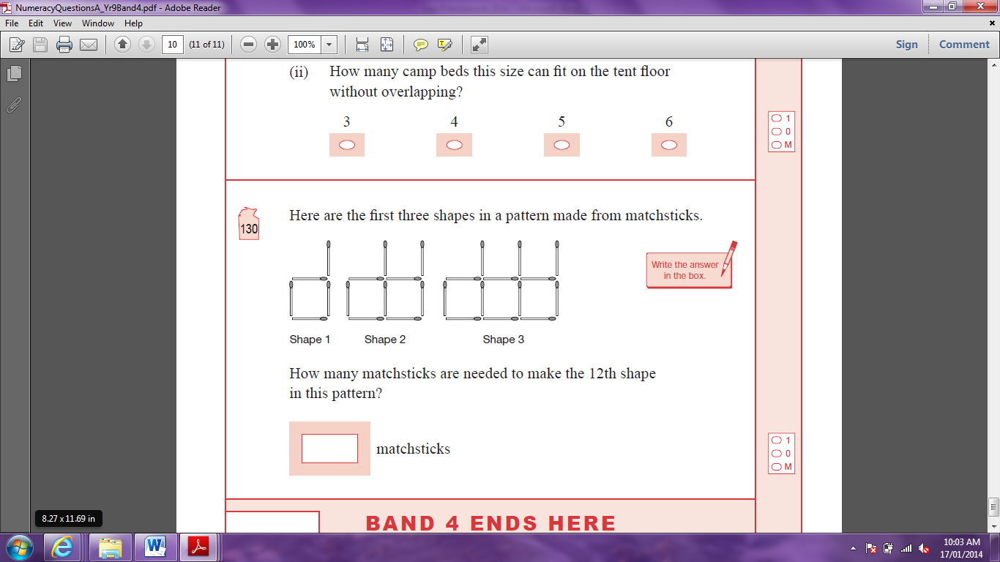 NumeracyQuestionsA_Yr9Band4.pdf - Adobe Reader
File Edit View Window Help
10 (11 of 11) 100% Sign Comment
(ii) How many camp beds this size can fit on the tent floor
without overlapping?
3 4 5 6
1
0
M
130
Here are the first three shapes in a pattern made from matchsticks.
Write the answer
in the box.
Shape 1 Shape 2 Shape 3
How many matchsticks are needed to make the 12th shape
in this pattern?
matchsticks
1
0
M
8.27 x 11.69 in
BAND 4 ENDS HERE
10:03 AM
17/01/2014